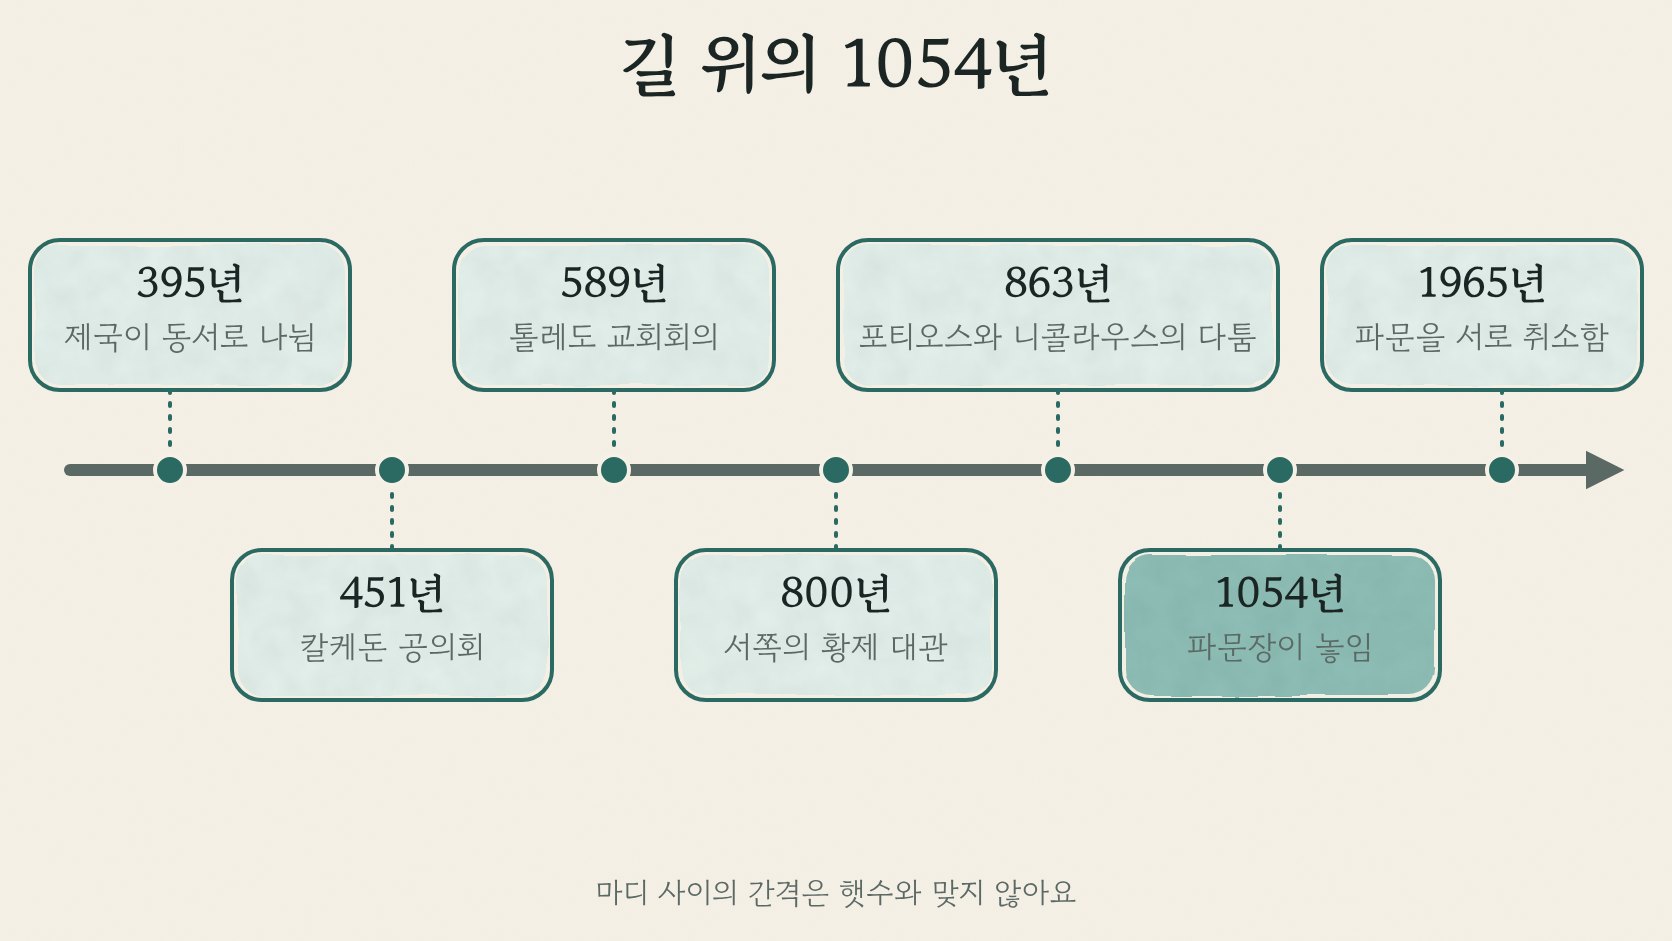 길 위의 1054년
395년
제국이 동서로 나뉨
451년
칼케돈 공의회
589년
톨레도 교회회의
800년
서쪽의 황제 대관
863년
포티오스와 니콜라우스의 다툼
1054년
파문장이 놓임
1965년
파문을 서로 취소함
마디 사이의 간격은 햇수와 맞지 않아요